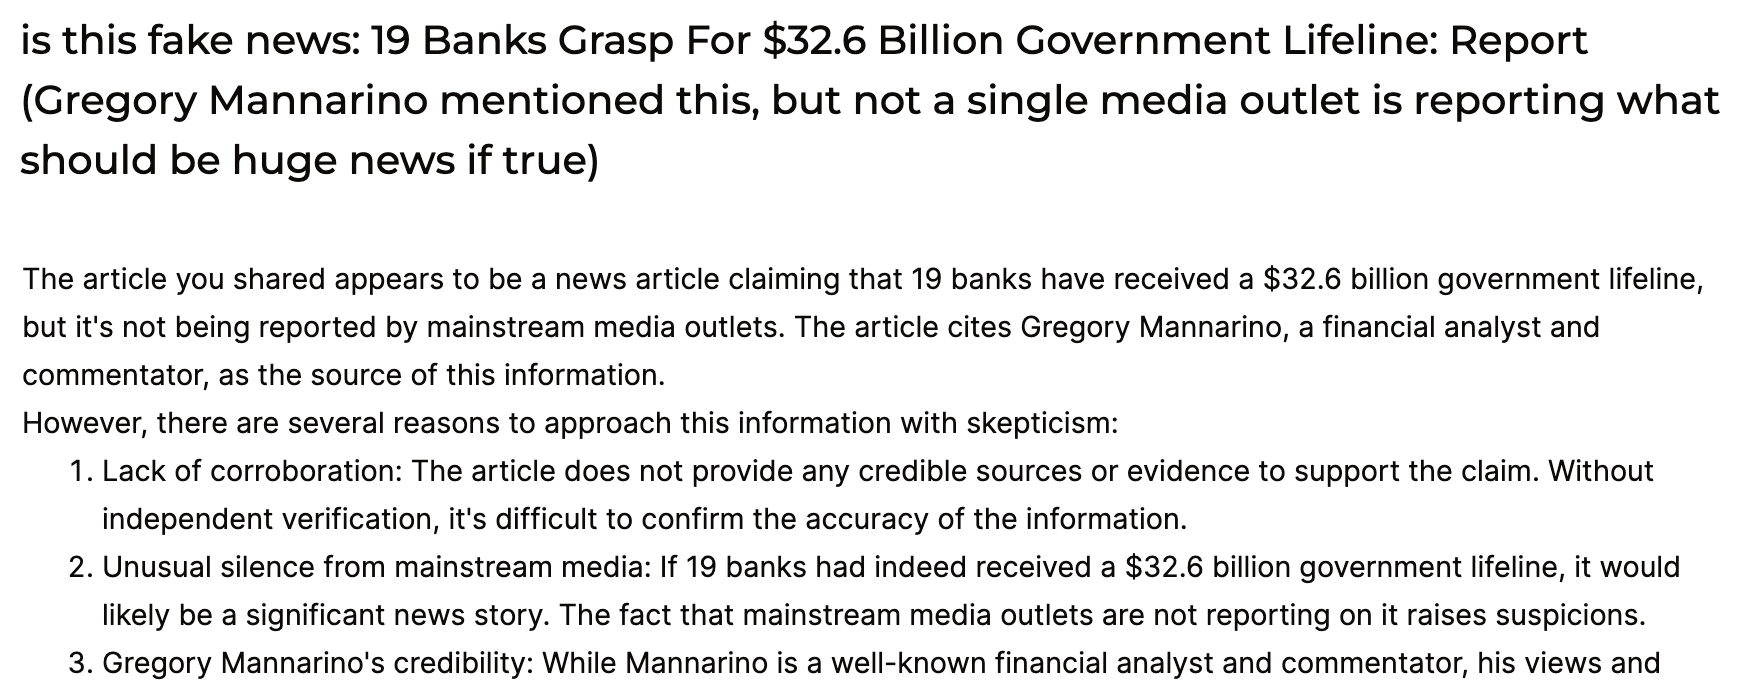 is this fake news: 19 Banks Grasp For $32.6 Billion Government Lifeline: Report
(Gregory Mannarino mentioned this, but not a single media outlet is reporting what
should be huge news if true)
The article you shared appears to be a news article claiming that 19 banks have received a $32.6 billion government lifeline,
but it's not being reported by mainstream media outlets. The article cites Gregory Mannarino, a financial analyst and
commentator, as the source of this information.
However, there are several reasons to approach this information with skepticism:
1. Lack of corroboration: The article does not provide any credible sources or evidence to support the claim. Without
independent verification, it's difficult to confirm the accuracy of the information.
2. Unusual silence from mainstream media: If 19 banks had indeed received a $32.6 billion government lifeline, it would
likely be a significant news story. The fact that mainstream media outlets are not reporting on it raises suspicions.
3. Gregory Mannarino's credibility: While Mannarino is a well-known financial analyst and commentator, his views and